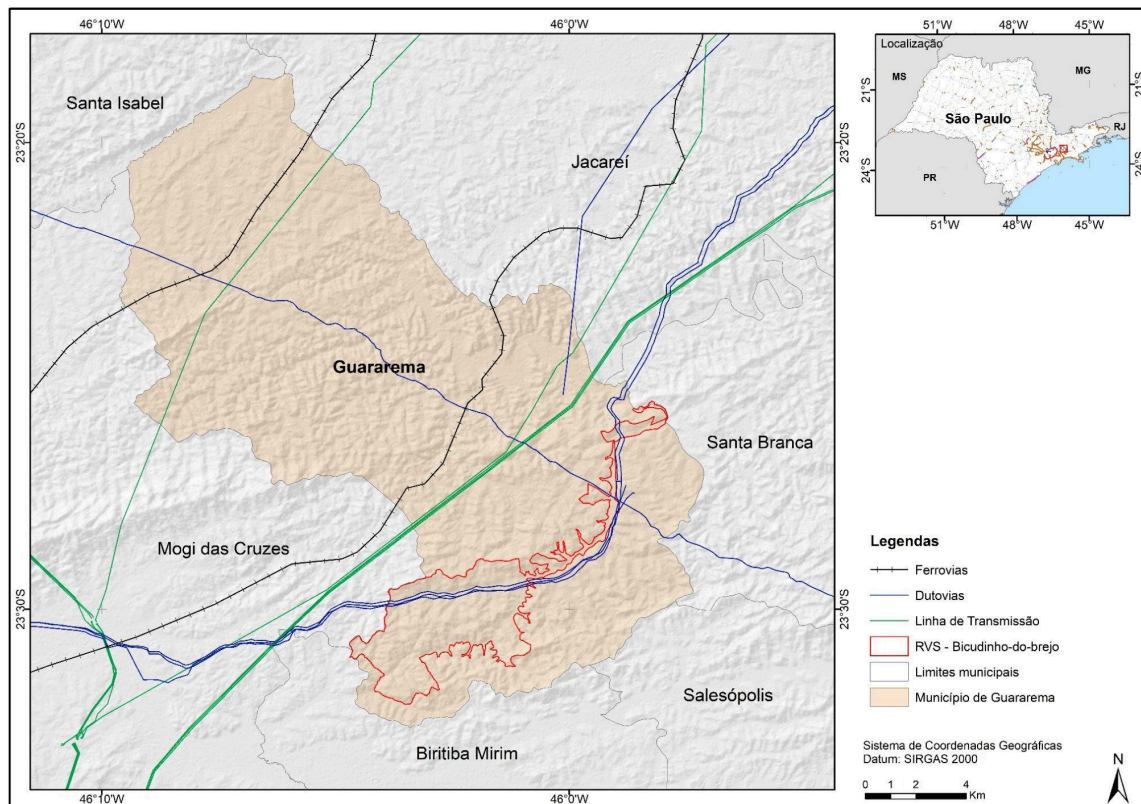 46°10'W
46°0'W
23°20'S
23°20'S
23°30'S
23°30'S
46°10'W
46°0'W
Santa Isabel
Jacareí
Guararema
Santa Branca
Mogi das Cruzes
Salesópolis
Biritiba Mirim
51°W
48°W
45°W
Localização
MS
MG
21°S
21°S
São Paulo
RJ
24°S
24°S
PR
51°W
48°W
45°W
Legendas
Ferrovias
Dutovias
Linha de Transmissão
RVS - Bicudinho-do-brejo
Limites municipais
Município de Guararema
Sistema de Coordenadas Geográficas
Datum: SIRGAS 2000
0 1 2 4
Km
N